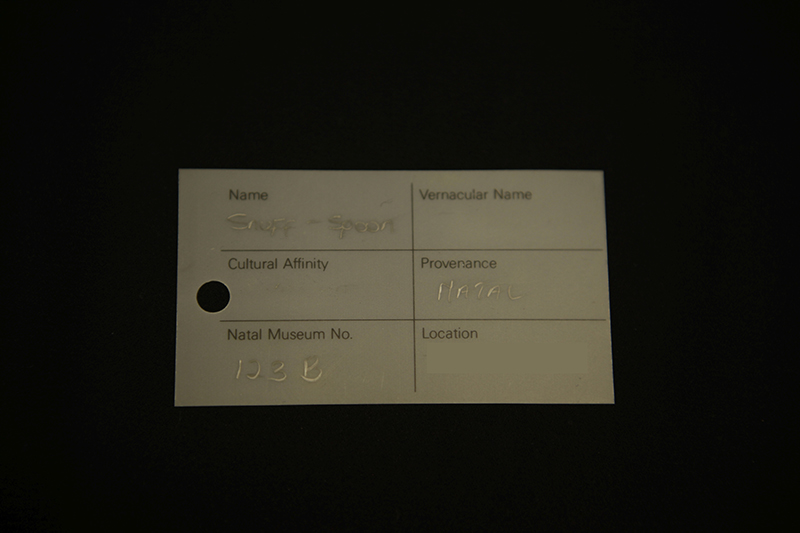 Name
Vernacular Name
SNUFF - SPOON
Cultural Affinity
Provenance
NATAL
Natal Museum No.
Location
123 B